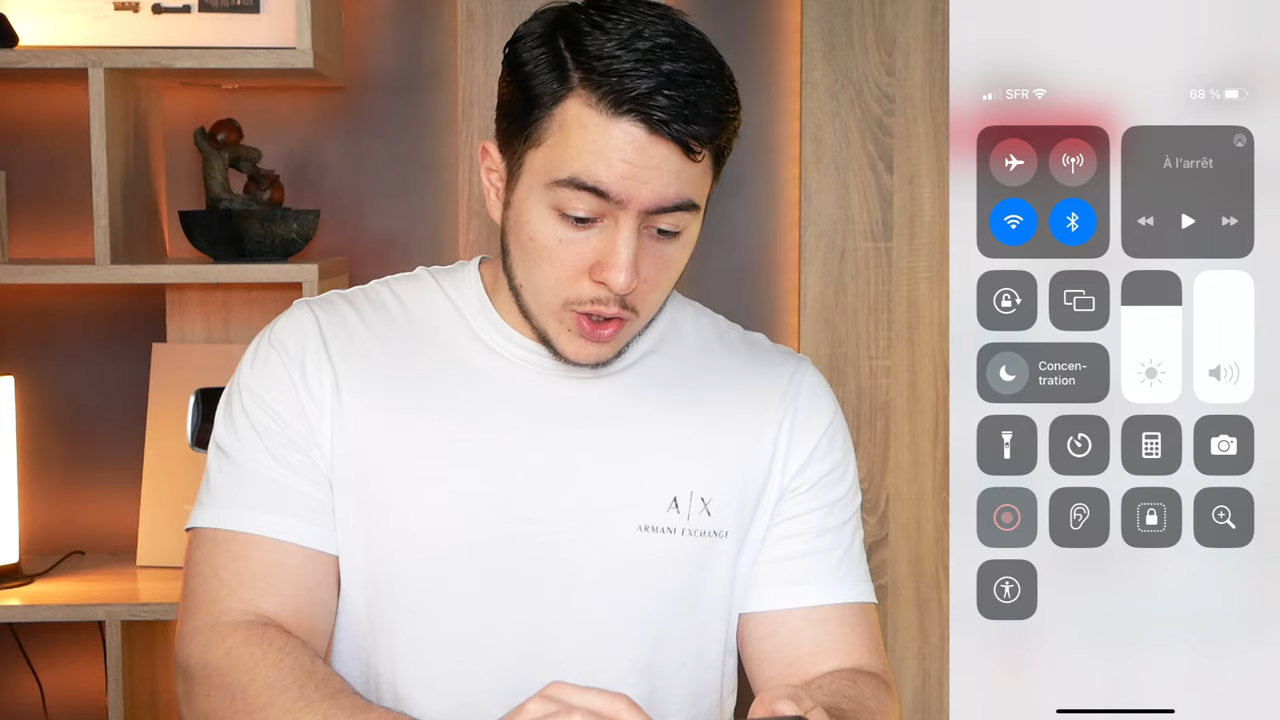 A|X
ARMANI EXCHANGE
SFR
68 %
À l'arrêt
Concen-
tration